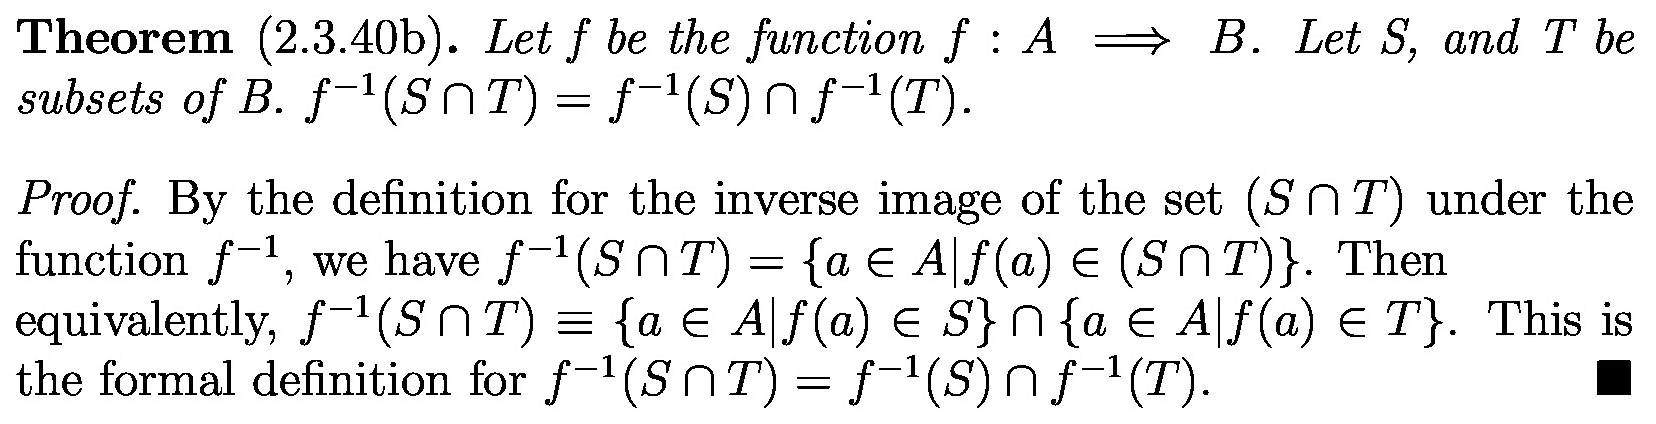 Theorem (2.3.40b). Let f be the function f : A ⟹ B. Let S, and T be
subsets of B. f⁻¹(S ∩ T) = f⁻¹(S) ∩ f⁻¹(T).
Proof. By the definition for the inverse image of the set (S ∩ T) under the
function f⁻¹, we have f⁻¹(S ∩ T) = {a ∈ A|f(a) ∈ (S ∩ T)}. Then
equivalently, f⁻¹(S ∩ T) ≡ {a ∈ A|f(a) ∈ S} ∩ {a ∈ A|f(a) ∈ T}. This is
the formal definition for f⁻¹(S ∩ T) = f⁻¹(S) ∩ f⁻¹(T). ■